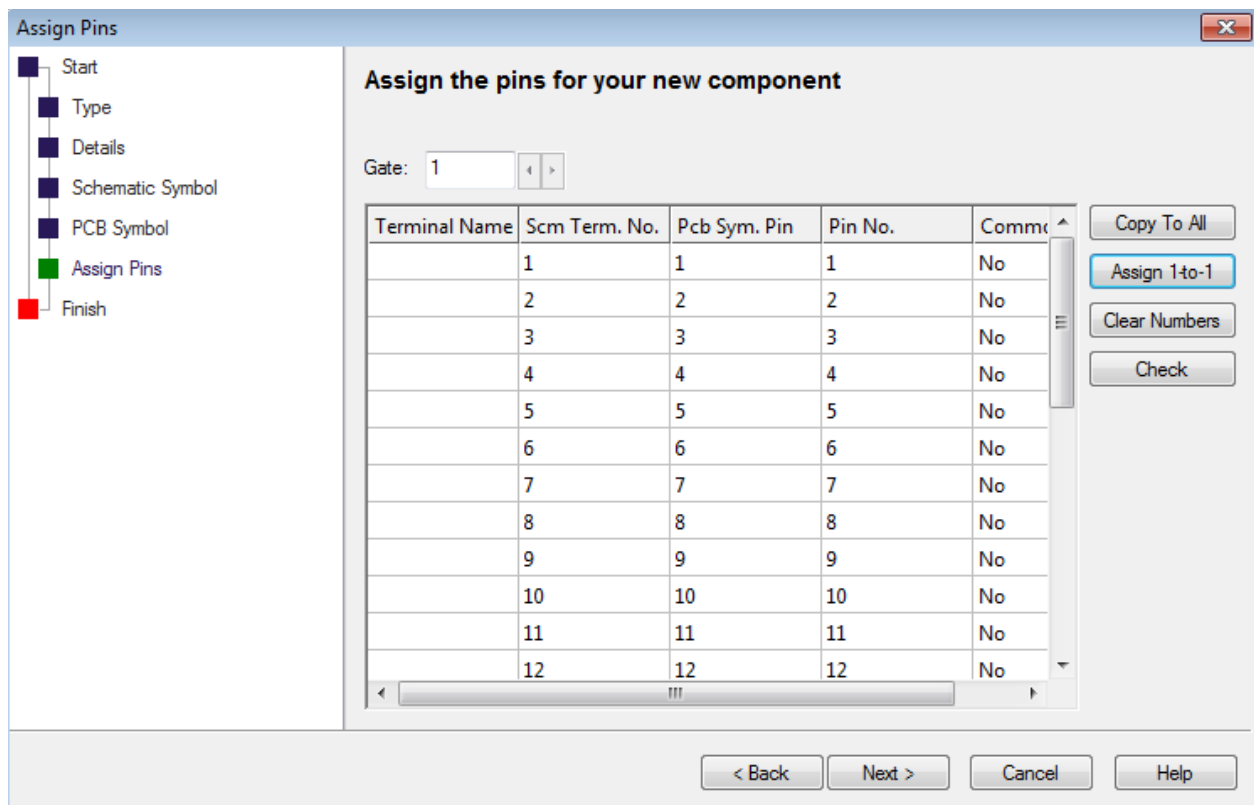 Assign Pins
Start
Type
Details
Schematic Symbol
PCB Symbol
Assign Pins
Finish
Assign the pins for your new component
Gate: 1
Terminal Name Scm Term. No. Pcb Sym. Pin Pin No. Commo
1 1 1 No
2 2 2 No
3 3 3 No
4 4 4 No
5 5 5 No
6 6 6 No
7 7 7 No
8 8 8 No
9 9 9 No
10 10 10 No
11 11 11 No
12 12 12 No
Copy To All
Assign 1-to-1
Clear Numbers
Check
< Back Next > Cancel Help